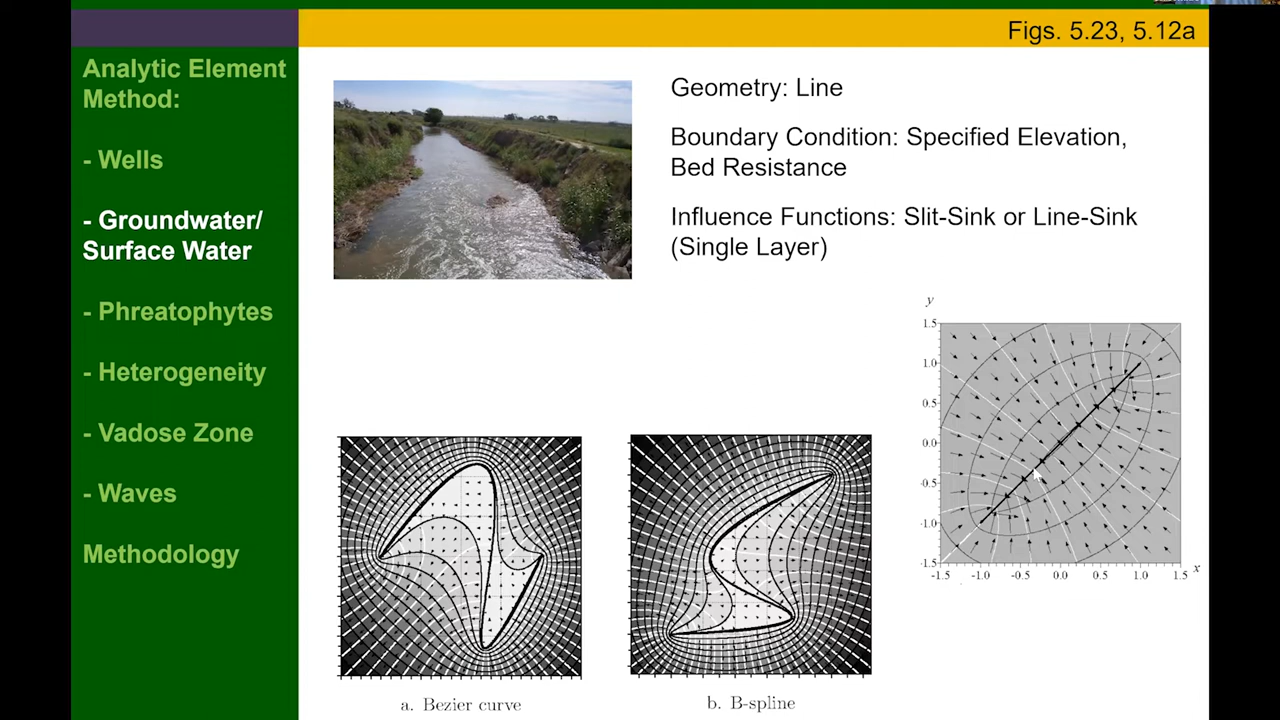 Figs. 5.23, 5.12a
Analytic Element
Method:
- Wells
- Groundwater/
Surface Water
- Phreatophytes
- Heterogeneity
- Vadose Zone
- Waves
Methodology
Geometry: Line
Boundary Condition: Specified Elevation,
Bed Resistance
Influence Functions: Slit-Sink or Line-Sink
(Single Layer)
y
1.5
1.0
0.5
0.0
-0.5
-1.0
-1.5
-1.5 -1.0 -0.5 0.0 0.5 1.0 1.5 x
a. Bezier curve
b. B-spline